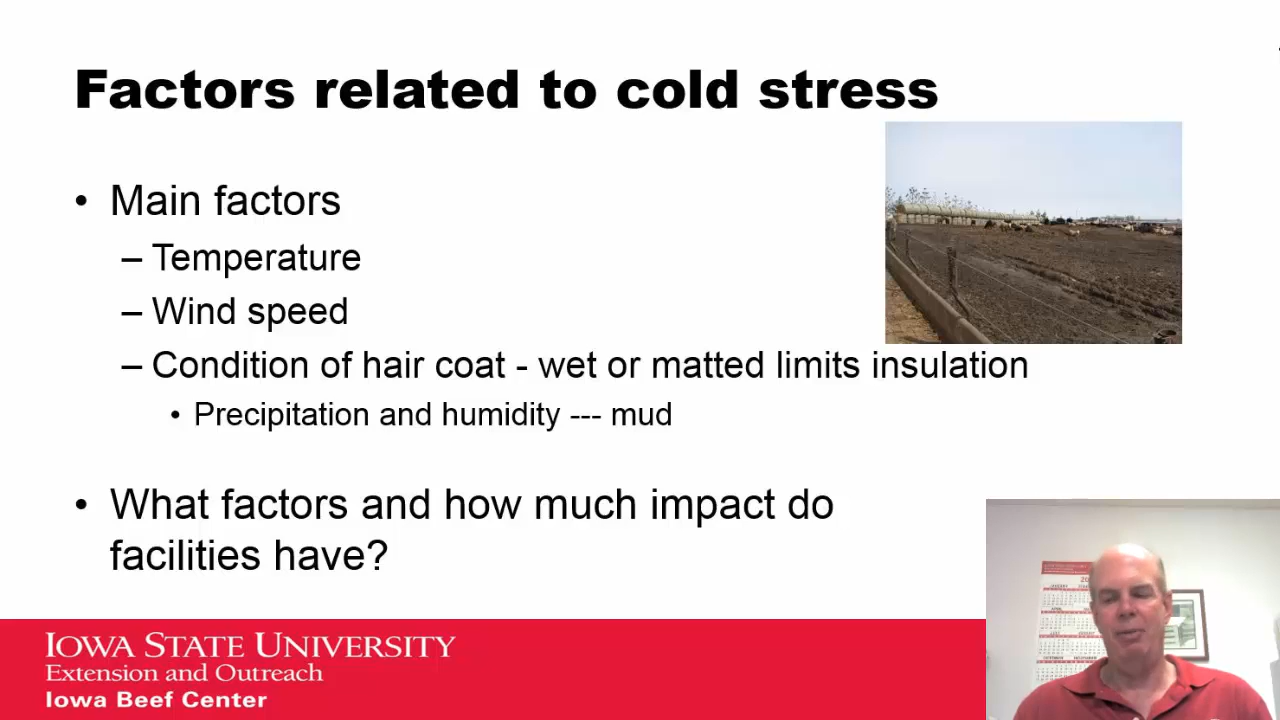 Factors related to cold stress
• Main factors
– Temperature
– Wind speed
– Condition of hair coat - wet or matted limits insulation
• Precipitation and humidity --- mud
• What factors and how much impact do
facilities have?
IOWA STATE UNIVERSITY
Extension and Outreach
Iowa Beef Center